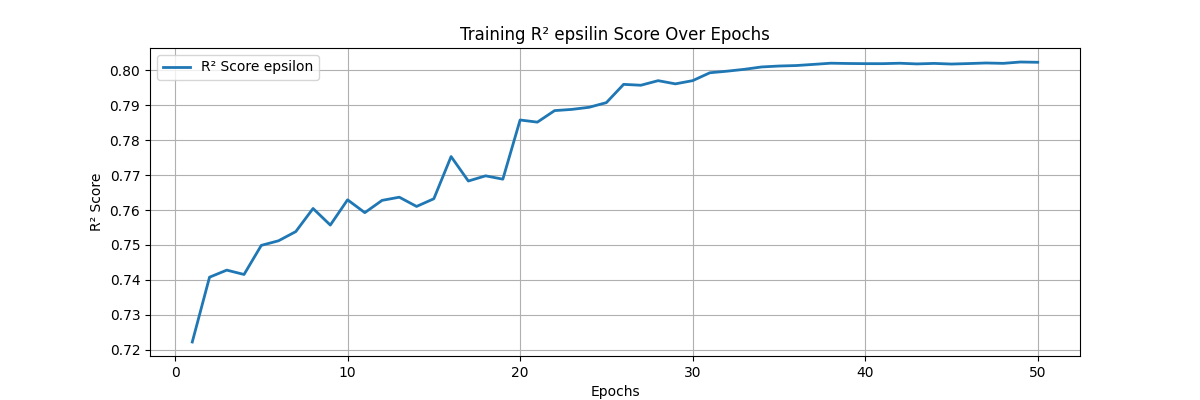 Training R² epsilin Score Over Epochs
R² Score epsilon
R² Score
0.80
0.79
0.78
0.77
0.76
0.75
0.74
0.73
0.72
0 10 20 30 40 50
Epochs